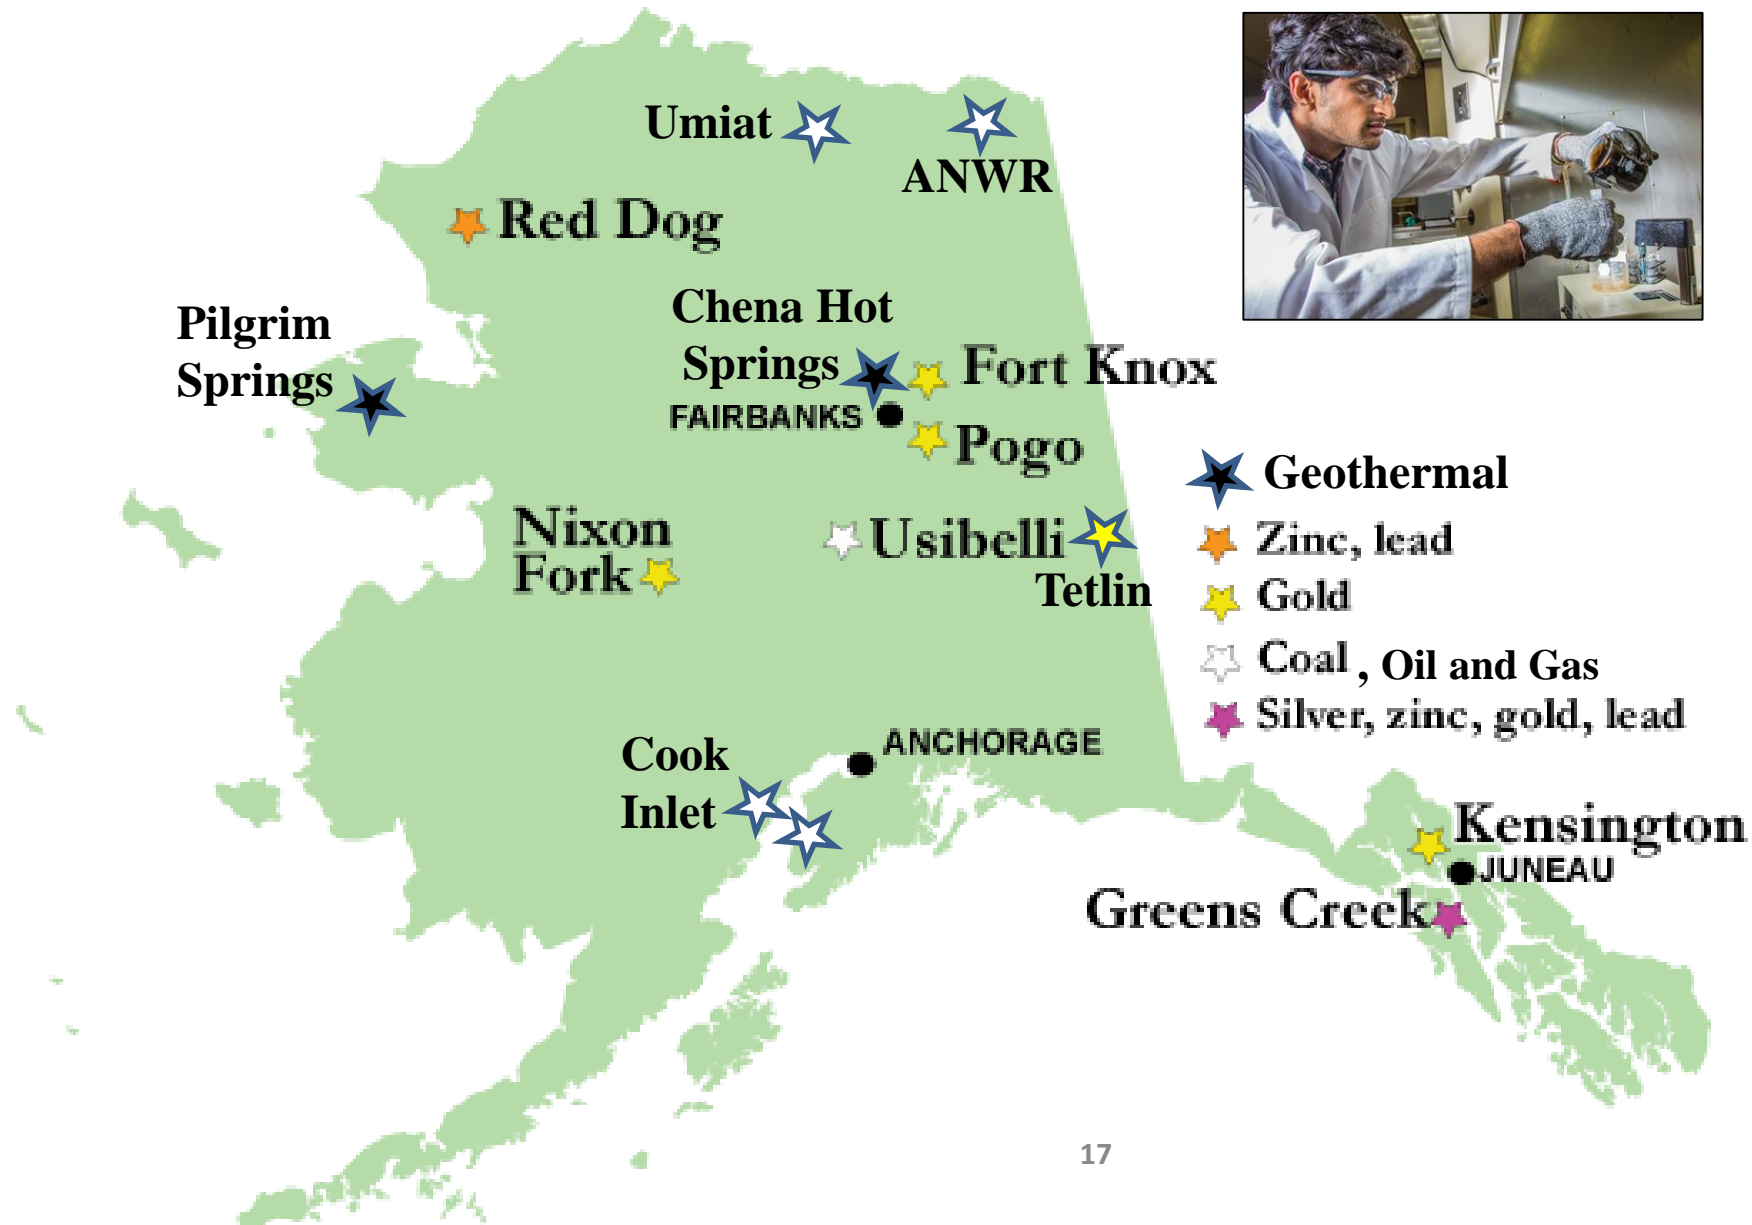 Umiat
ANWR
Red Dog
Pilgrim
Springs
Chena Hot
Springs
Fort Knox
FAIRBANKS
Pogo
Nixon
Fork
Usibelli
Tetlin
Geothermal
Zinc, lead
Gold
Coal , Oil and Gas
Silver, zinc, gold, lead
ANCHORAGE
Cook
Inlet
Kensington
JUNEAU
Greens Creek
17